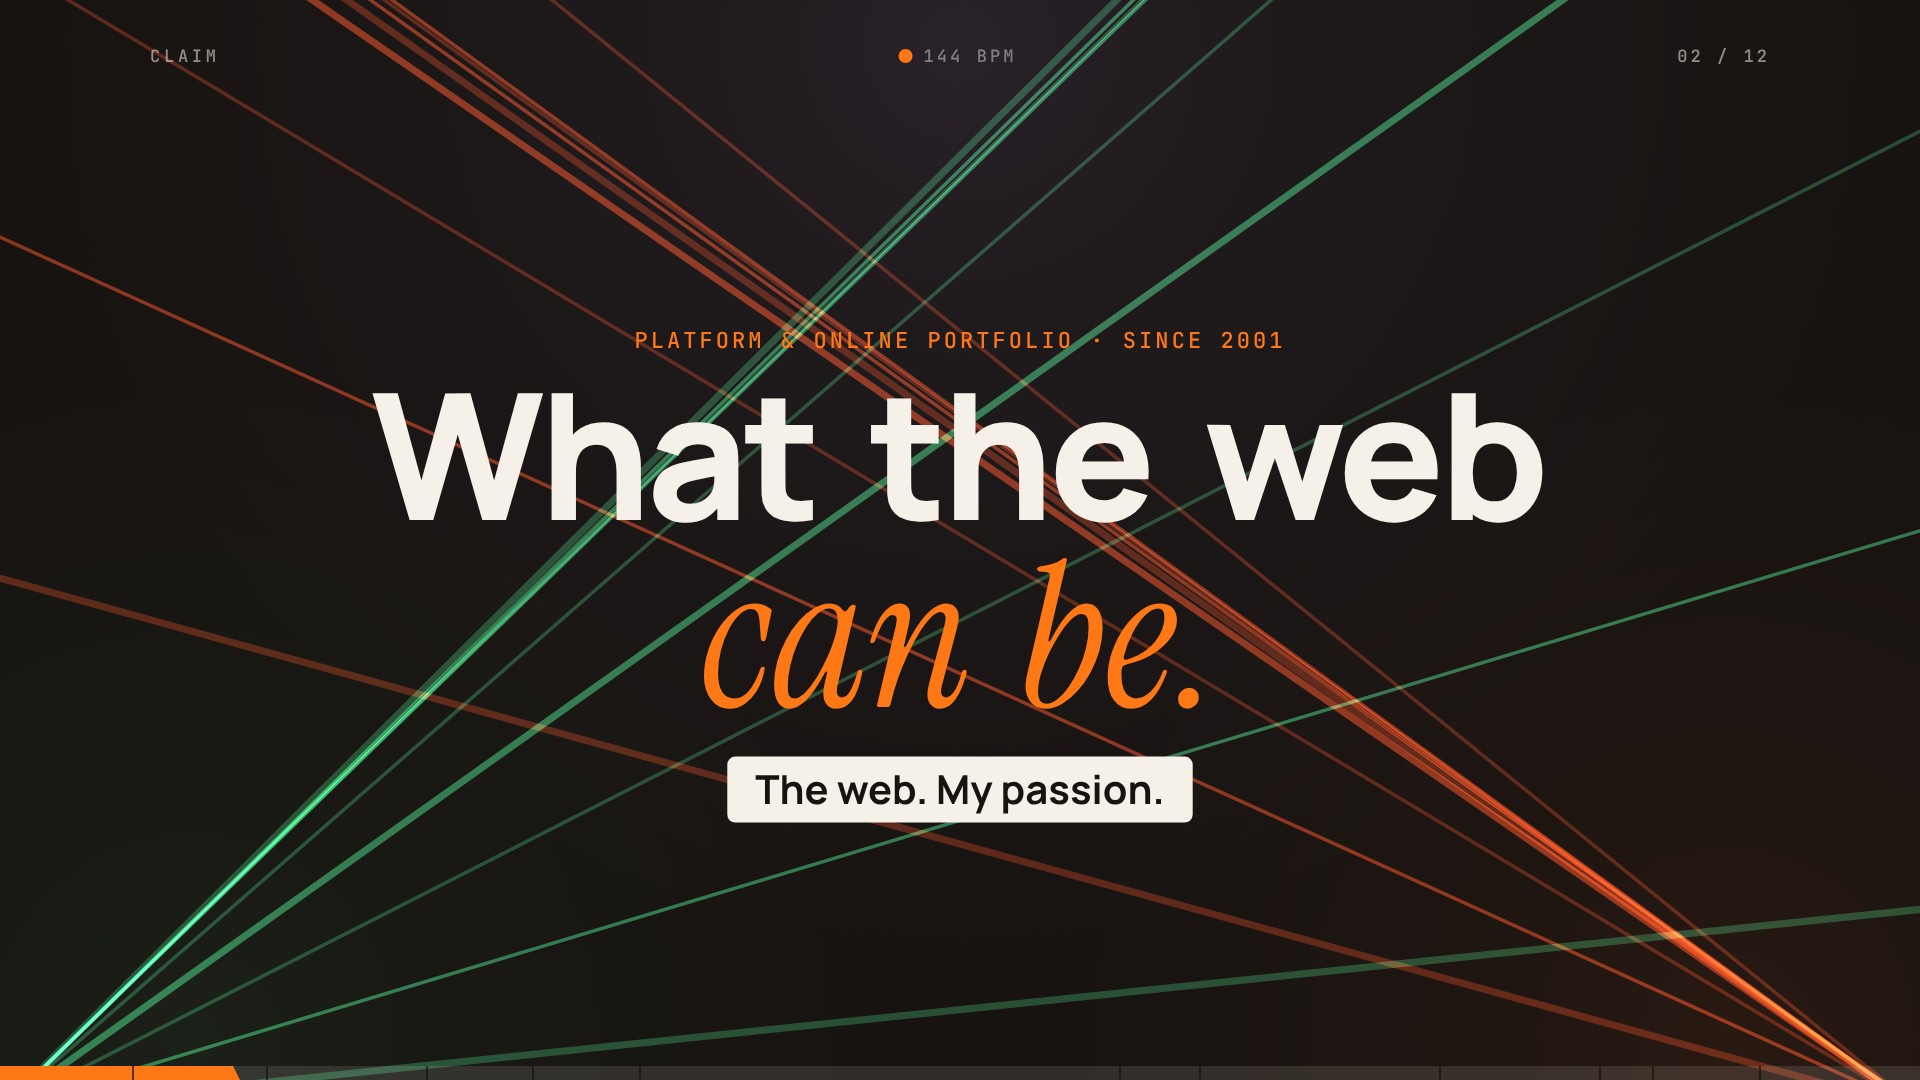 CLAIM
144 BPM
02 / 12
PLATFORM & ONLINE PORTFOLIO · SINCE 2001
What the web
can be.
The web. My passion.